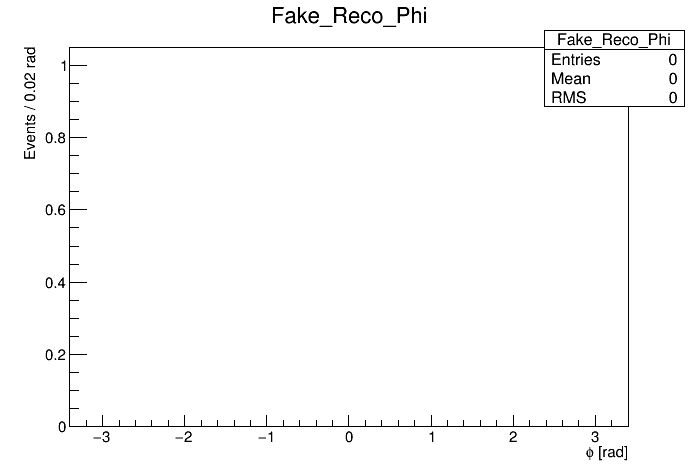 Fake_Reco_Phi
Fake_Reco_Phi
Entries 0
Mean 0
RMS 0
Events / 0.02 rad
1
0.8
0.6
0.4
0.2
0
−3 −2 −1 0 1 2 3
ϕ [rad]